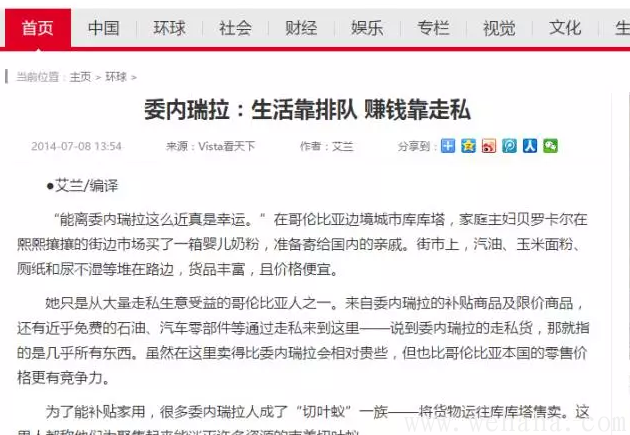 首页 中国 环球 社会 财经 娱乐 专栏 视觉 文化
当前位置：主页 > 环球 >
委内瑞拉：生活靠排队 赚钱靠走私
2014-07-08 13:54 来源：Vista看天下 作者：艾兰 分享到：
●艾兰/编译
“能离委内瑞拉这么近真是幸运。”在哥伦比亚边境城市库库塔，家庭主妇贝罗卡尔在
熙熙攘攘的街边市场买了一箱婴儿奶粉，准备寄给国内的亲戚。街市上，汽油、玉米面粉、
厕纸和尿不湿等堆在路边，货品丰富，且价格便宜。
她只是从大量走私生意受益的哥伦比亚人之一。来自委内瑞拉的补贴商品及限价商品，
还有近乎免费的石油、汽车零部件等通过走私来到这里——说到委内瑞拉的走私货，那就指
的是几乎所有东西。虽然在这里卖得比委内瑞拉会相对贵些，但也比哥伦比亚本国的零售价
格更有竞争力。
为了能补贴家用，很多委内瑞拉人成了“切叶蚁”一族——将货物运往库库塔售卖。这
www.wehaha.com